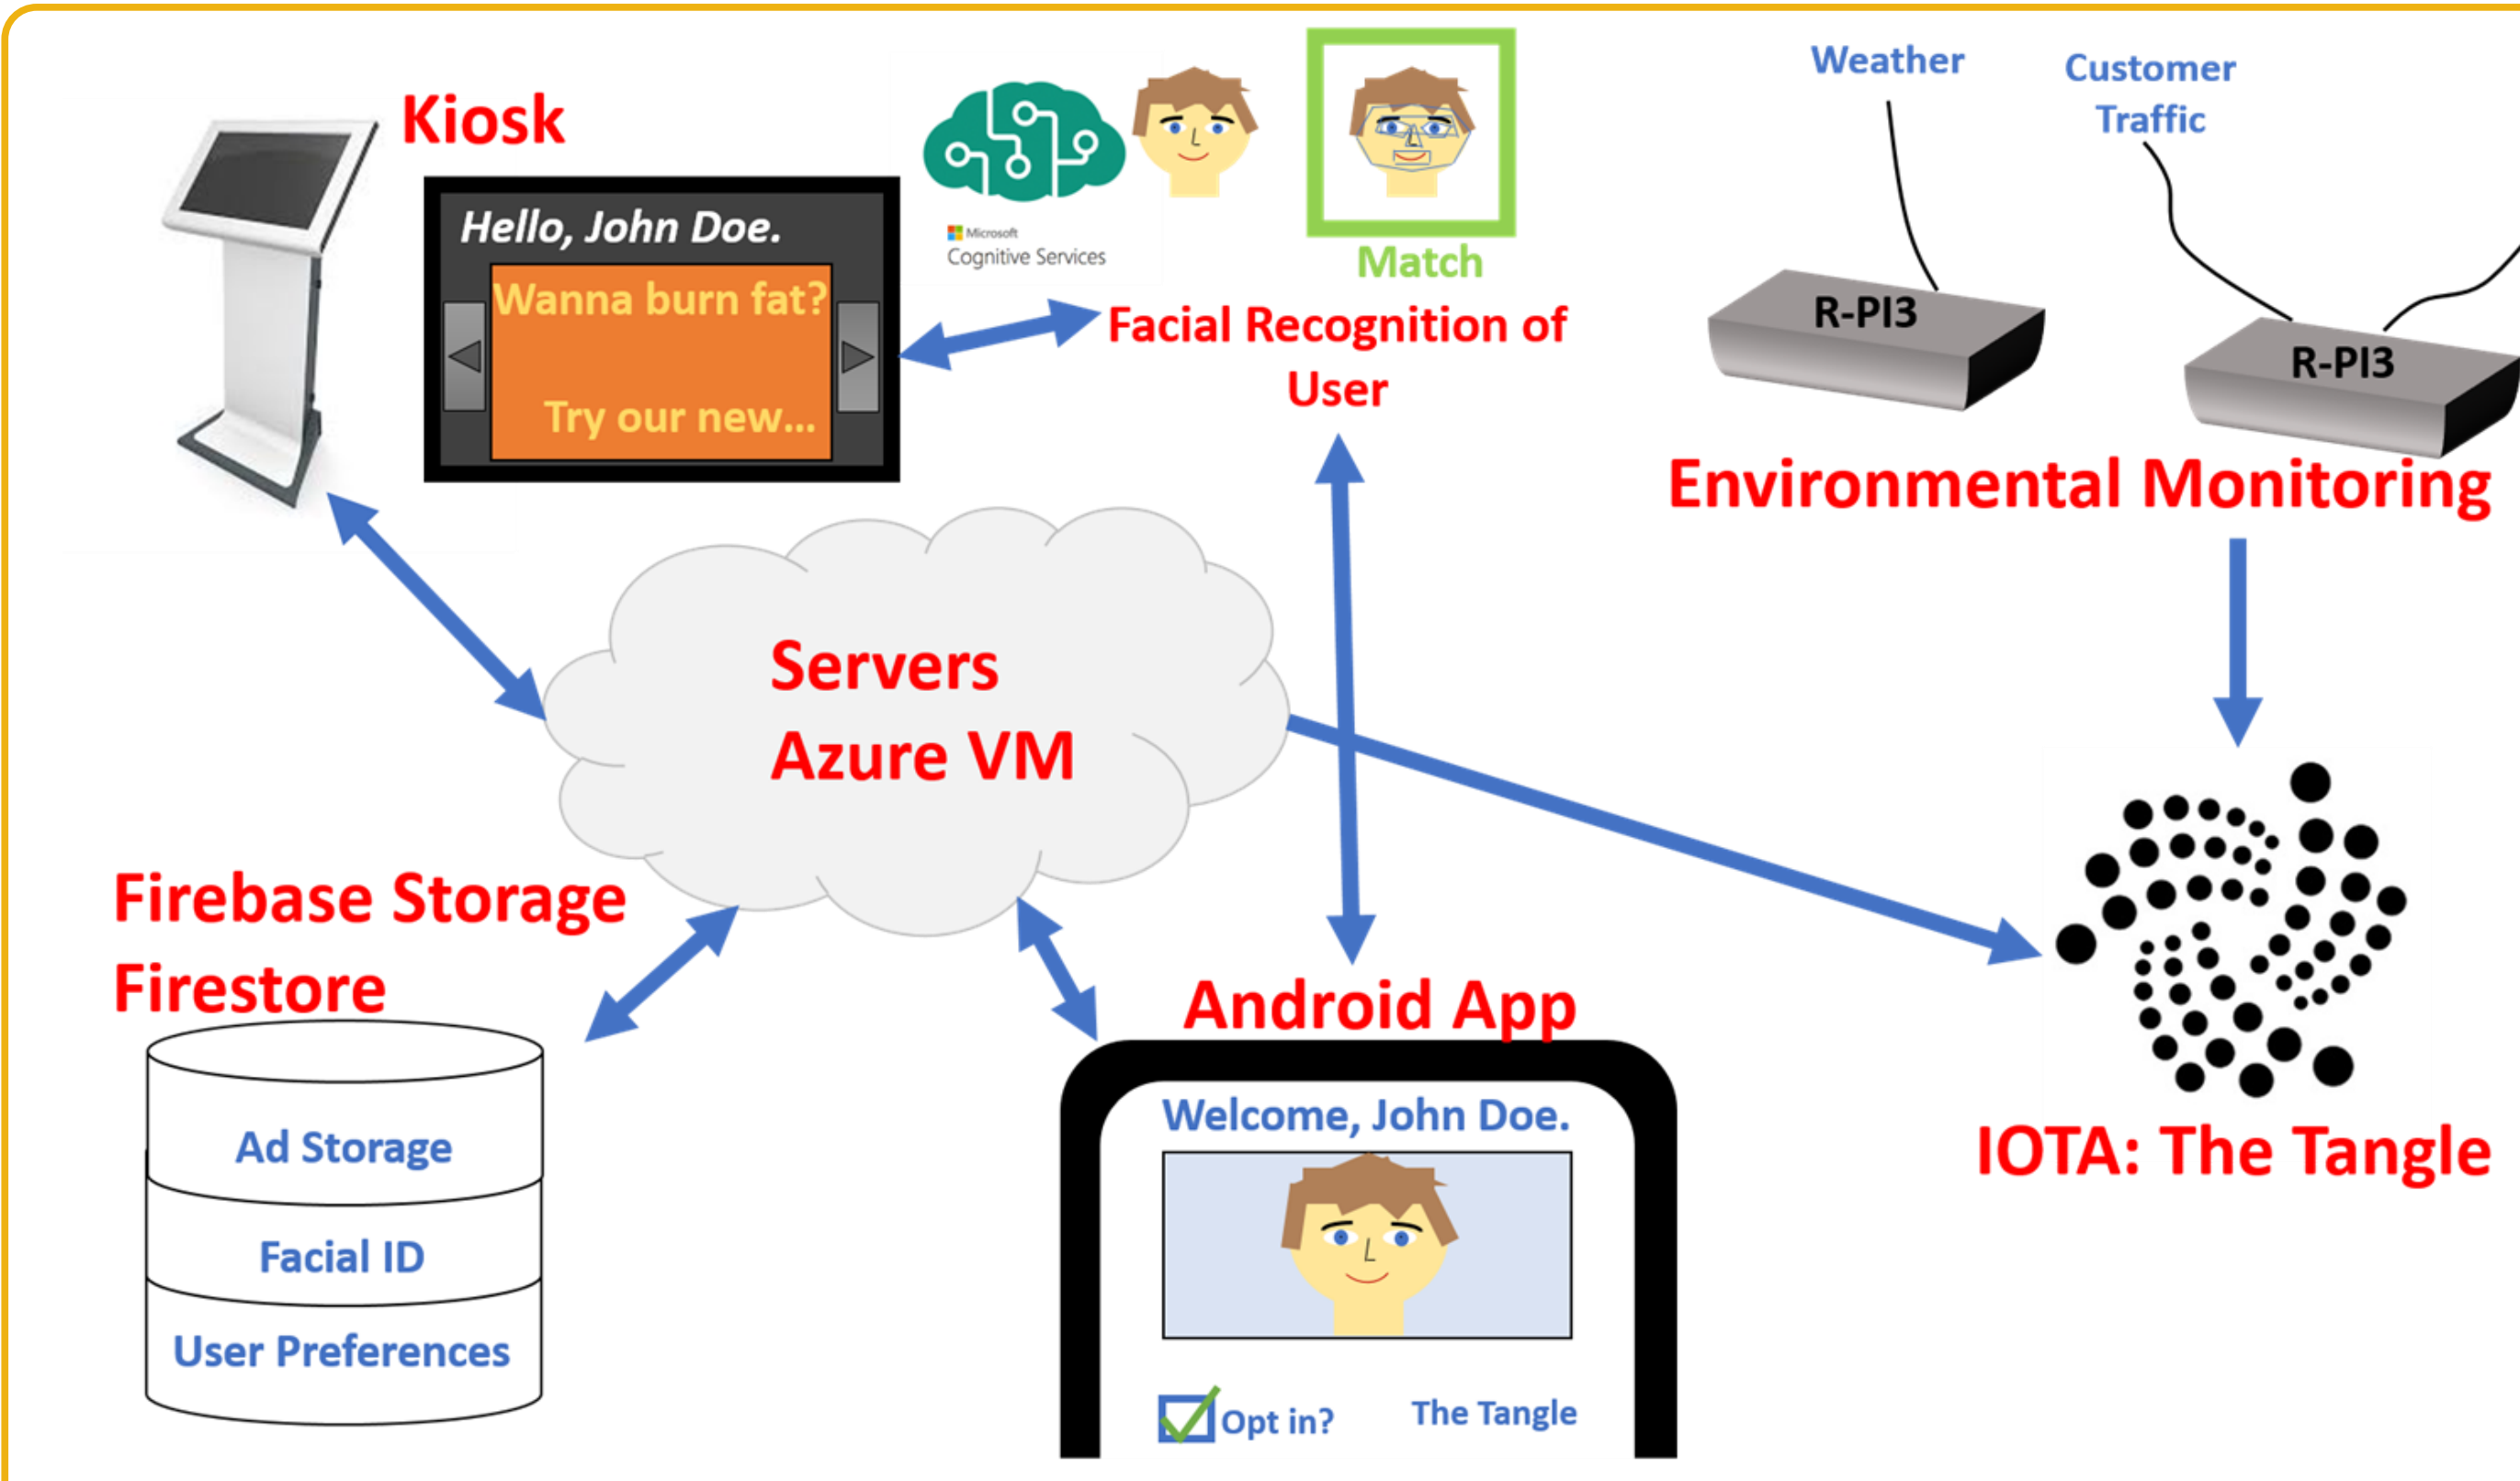 Kiosk
Hello, John Doe.
Wanna burn fat?
Try our new...
Microsoft
Cognitive Services
Match
Facial Recognition of
User
Weather
Customer
Traffic
R-PI3
R-PI3
Environmental Monitoring
Servers
Azure VM
Firebase Storage
Firestore
Ad Storage
Facial ID
User Preferences
Android App
Welcome, John Doe.
Opt in?
The Tangle
IOTA: The Tangle